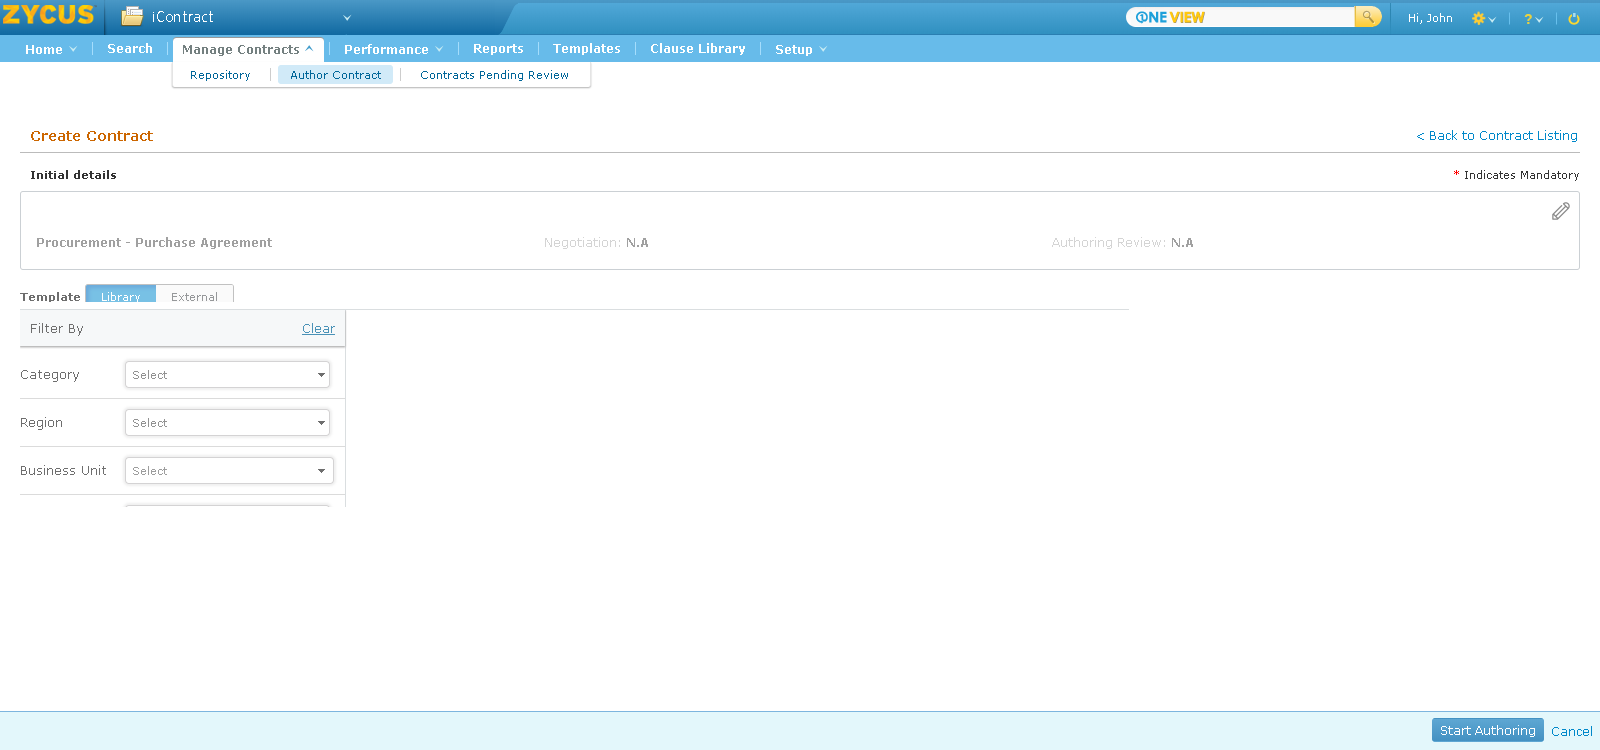 ZYCUS iContract ONE VIEW Hi, John ?
Home Search Manage Contracts Performance Reports Templates Clause Library Setup
Repository Author Contract Contracts Pending Review
Create Contract < Back to Contract Listing
Initial details * Indicates Mandatory
Procurement - Purchase Agreement Negotiation: N.A Authoring Review: N.A
Template Library External
Filter By Clear
Category Select
Region Select
Business Unit Select
Start Authoring Cancel